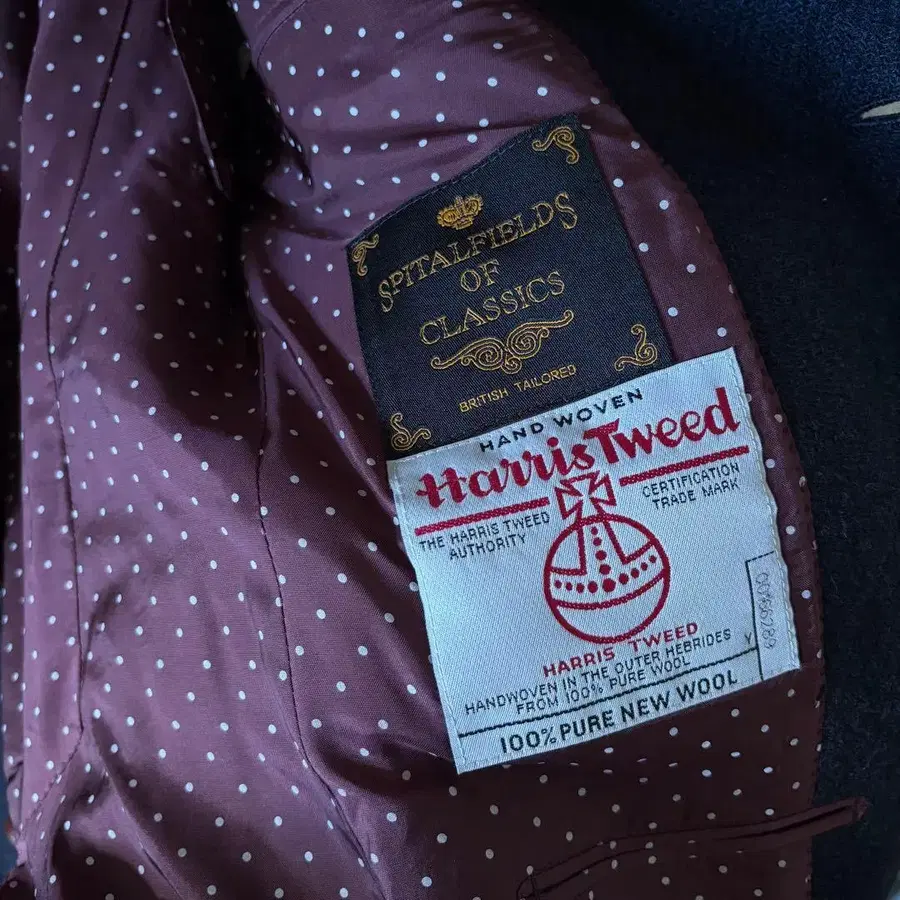 SPITALFIELDS
OF
CLASSICS
BRITISH TAILORED
HAND WOVEN
Harris Tweed
THE HARRIS TWEED
AUTHORITY
CERTIFICATION
TRADE MARK
HARRIS TWEED
HANDWOVEN IN THE OUTER HEBRIDES
FROM 100% PURE WOOL
Y
100% PURE NEW WOOL